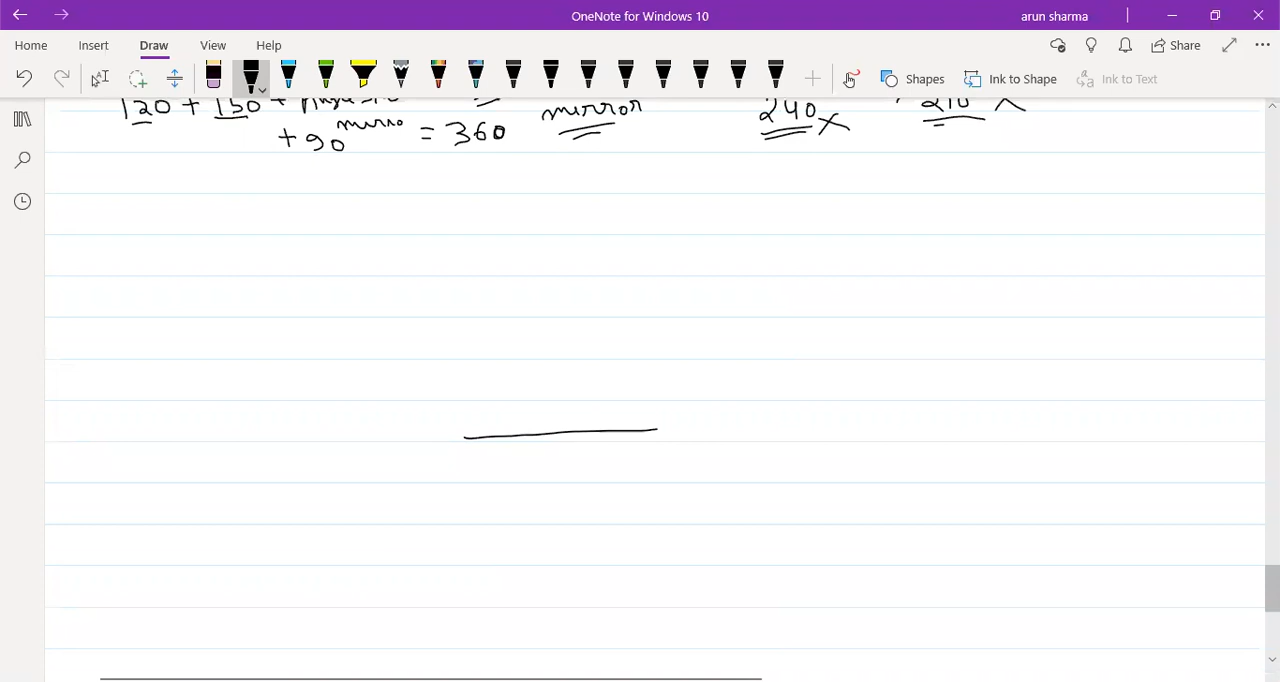 OneNote for Windows 10
arun sharma
Home Insert Draw View Help
Share
Shapes Ink to Shape Ink to Text
120 + 150 +
mirror
240 X
210 X
+ 90 = 360